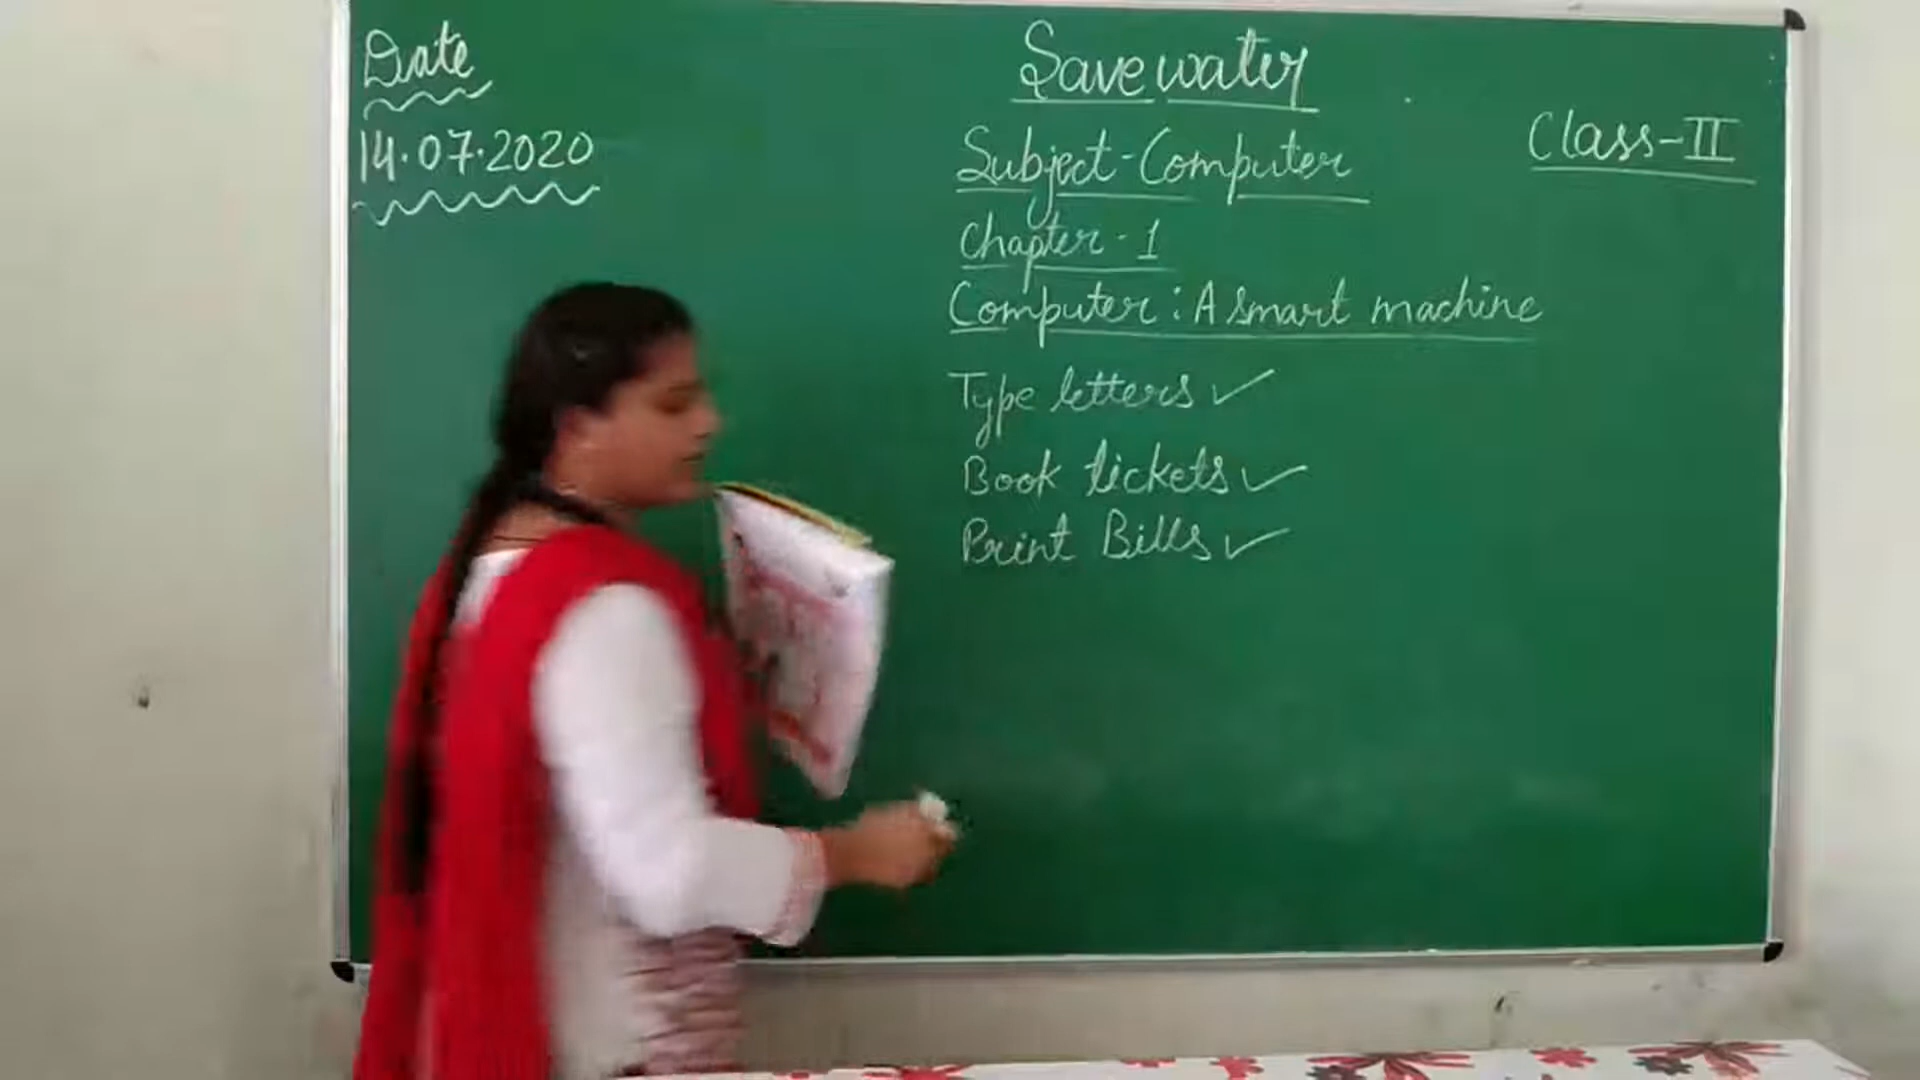 Date
14.07.2020
Save water
Subject-Computer
Class-III
Chapter-1
Computer: A smart machine
Type letters ✓
Book tickets ✓
Print Bills ✓